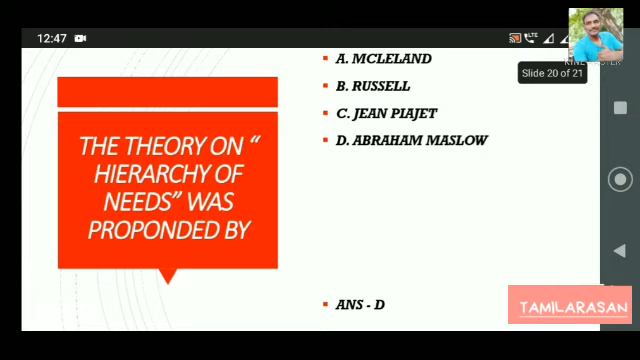 12:47
LTE
A. MCLELAND
B. RUSSELL
Slide 20 of 21
C. JEAN PIAJET
D. ABRAHAM MASLOW
THE THEORY ON “
HIERARCHY OF
NEEDS” WAS
PROPONDED BY
ANS - D
TAMILARASAN